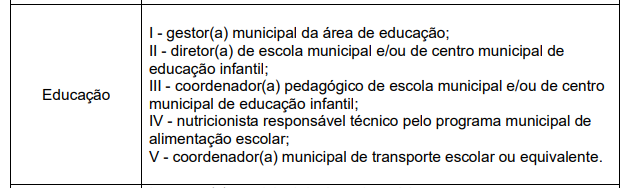 I - gestor(a) municipal da área de educação;
II - diretor(a) de escola municipal e/ou de centro municipal de
educação infantil;
III - coordenador(a) pedagógico de escola municipal e/ou de centro
Educação
municipal de educação infantil;
IV - nutricionista responsável técnico pelo programa municipal de
alimentação escolar;
V - coordenador(a) municipal de transporte escolar ou equivalente.